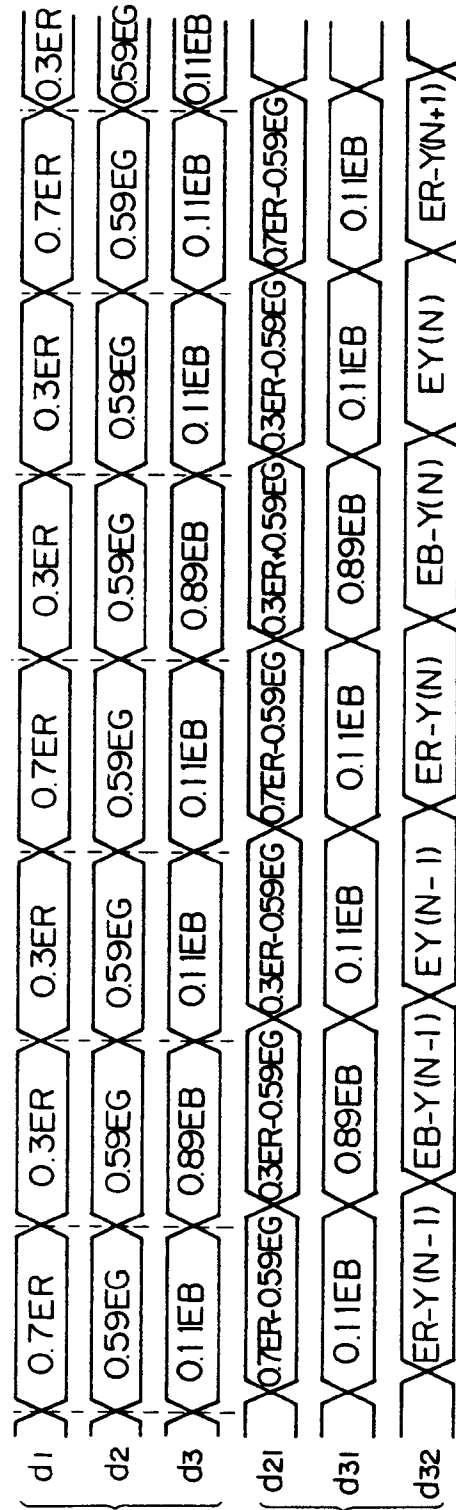 d1 0.7ER 0.3ER 0.3ER 0.7ER 0.3ER 0.3ER 0.7ER 0.3ER
d2 0.59EG 0.59EG 0.59EG 0.59EG 0.59EG 0.59EG 0.59EG 0.59EG
d3 0.11EB 0.89EB 0.11EB 0.11EB 0.89EB 0.11EB 0.11EB 0.11EB
d21 0.7ER-0.59EG 0.3ER-0.59EG 0.3ER-0.59EG 0.7ER-0.59EG 0.3ER+0.59EG 0.3ER-0.59EG 0.7ER-0.59EG
d31 0.11EB 0.89EB 0.11EB 0.11EB 0.89EB 0.11EB 0.11EB
d32 ER-Y(N-1) EB-Y(N-1) EY(N-1) ER-Y(N) EB-Y(N) EY(N) ER-Y(N+1)